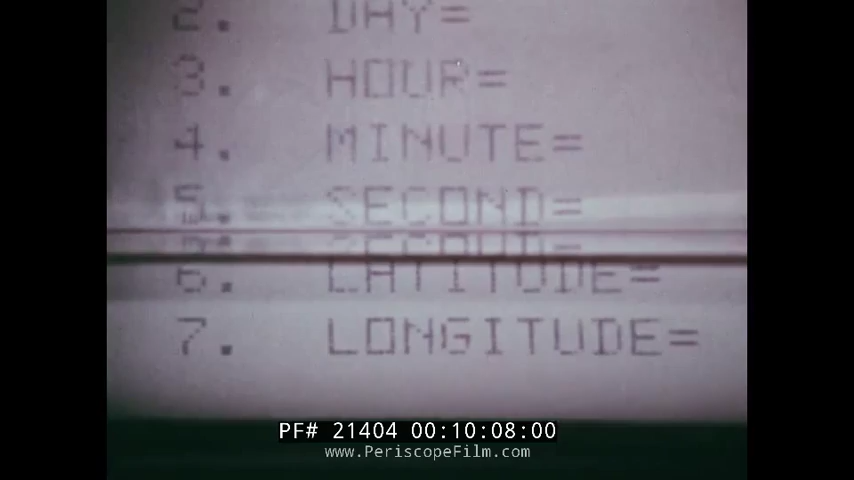 2. DAY=
3. HOUR=
4. MINUTE=
5. SECOND=
6. LATITUDE=
7. LONGITUDE=
PF# 21404 00:10:08:00
www.PeriscopeFilm.com